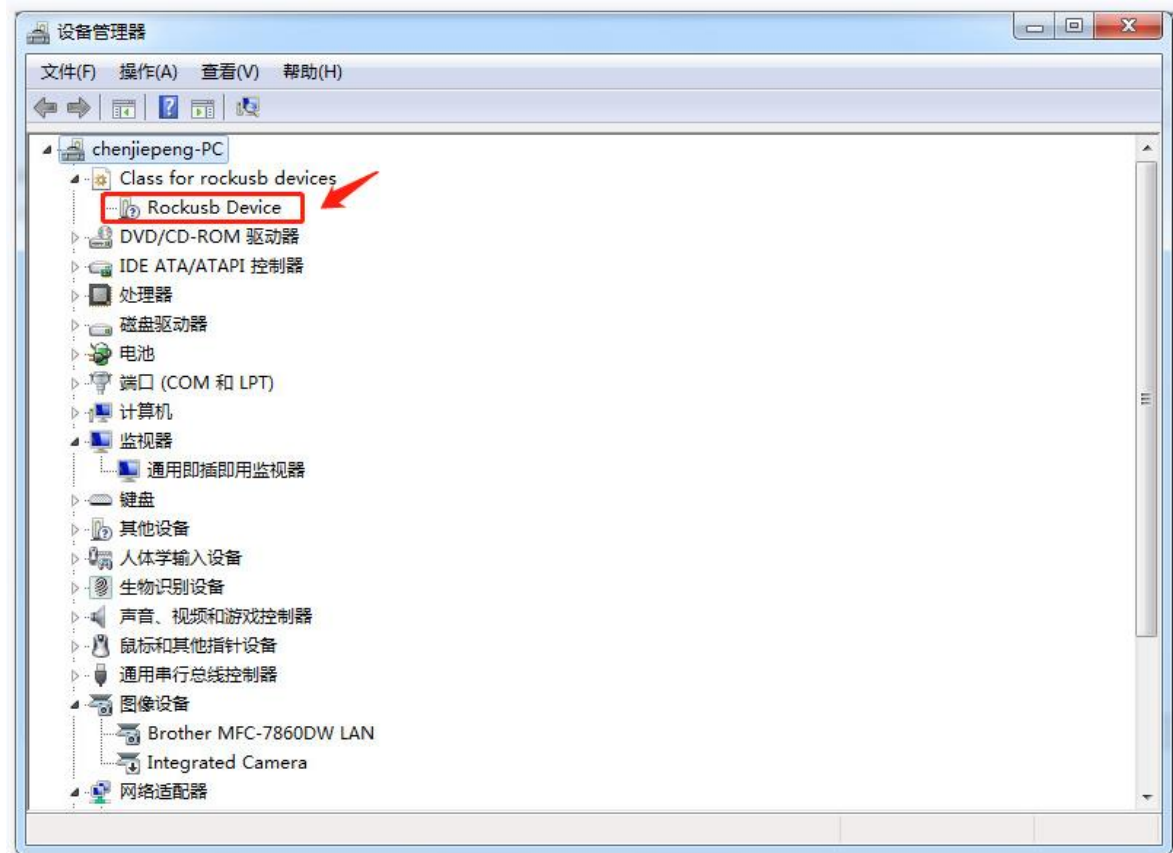 设备管理器
文件(F) 操作(A) 查看(V) 帮助(H)
chenjiepeng-PC
Class for rockusb devices
Rockusb Device
DVD/CD-ROM 驱动器
IDE ATA/ATAPI 控制器
处理器
磁盘驱动器
电池
端口 (COM 和 LPT)
计算机
监视器
通用即插即用监视器
键盘
其他设备
人体学输入设备
生物识别设备
声音、视频和游戏控制器
鼠标和其他指针设备
通用串行总线控制器
图像设备
Brother MFC-7860DW LAN
Integrated Camera
网络适配器